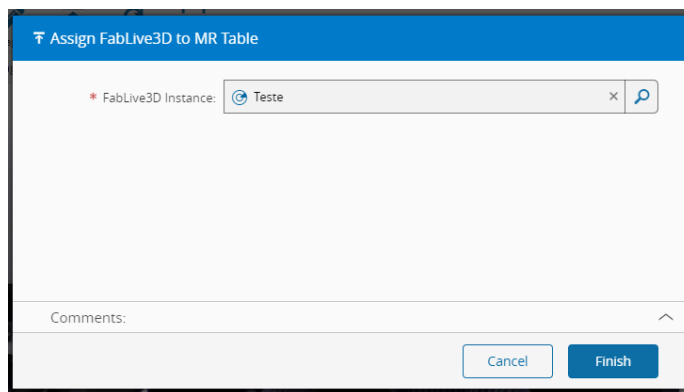 Assign FabLive3D to MR Table
* FabLive3D Instance: Teste
Comments:
Cancel Finish